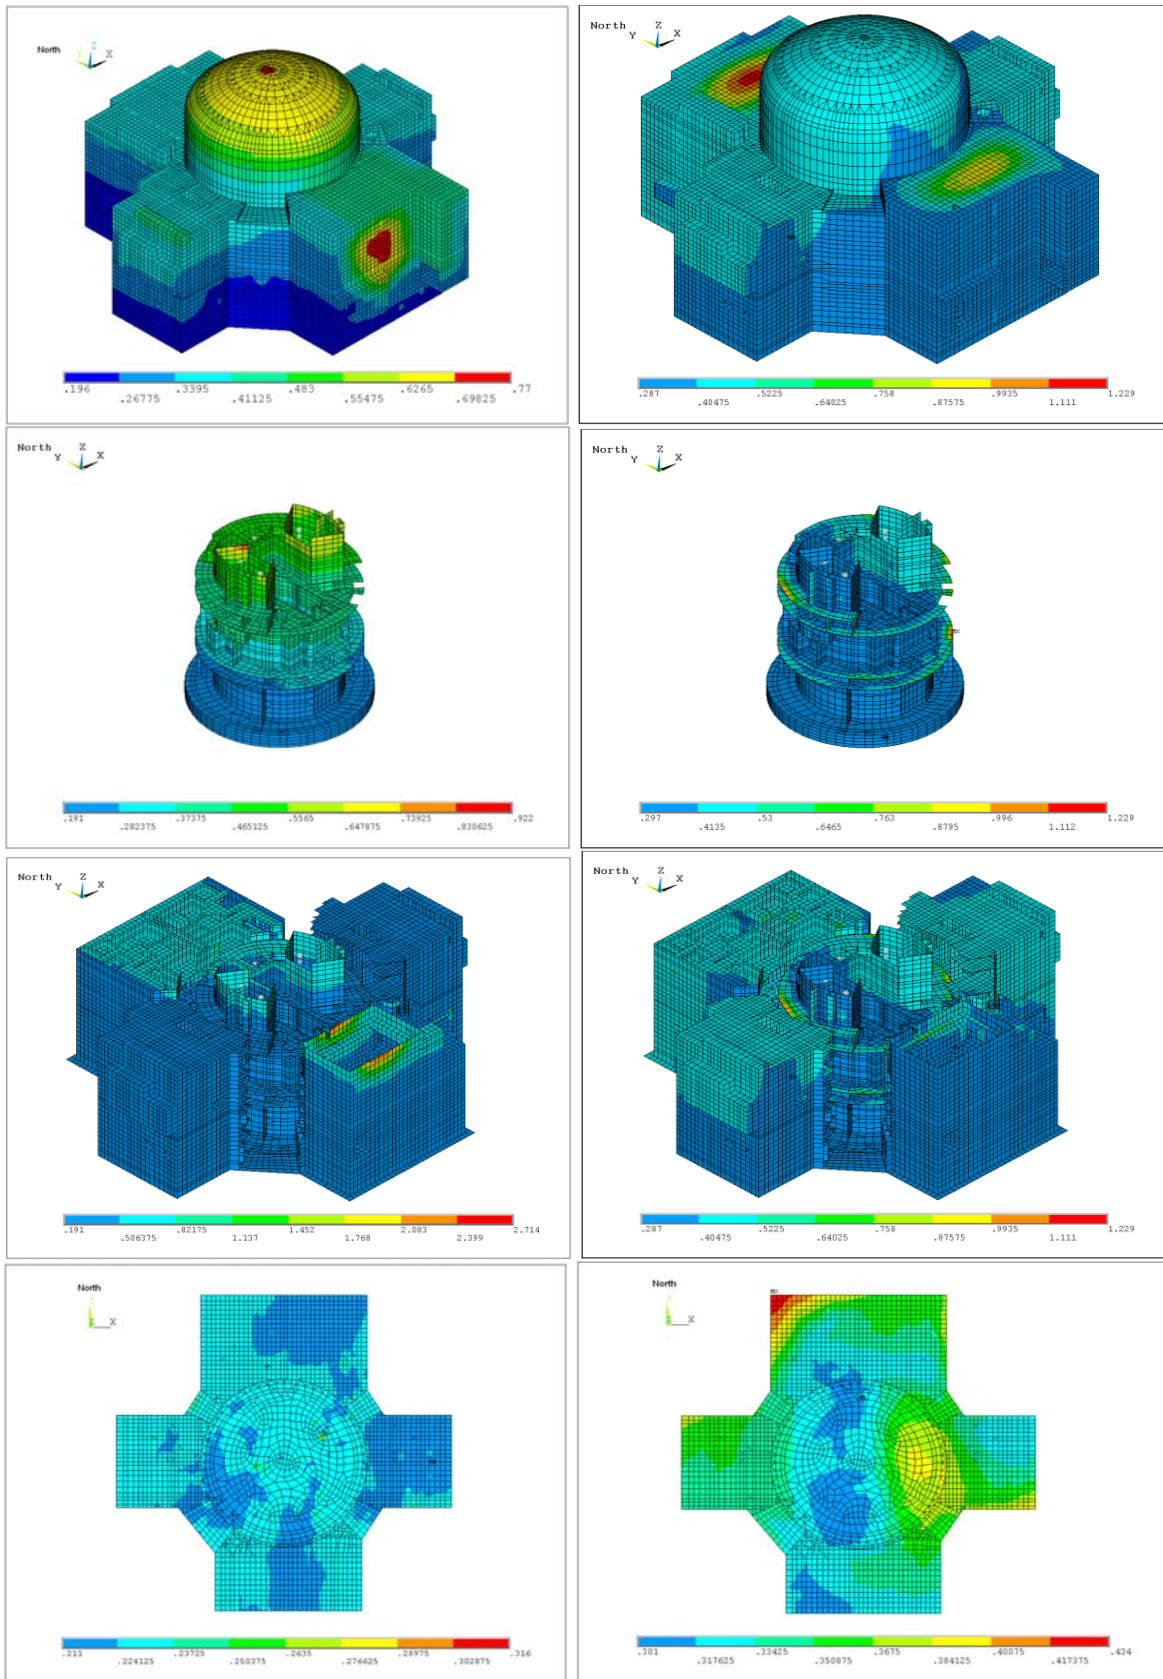 North
Y Z X
.196 .3395 .483 .6265 .77
.26775 .41125 .55475 .69825
North
Y Z X
.287 .5225 .758 .9935 1.229
.40475 .64025 .87575 1.111
North
Y Z X
.191 .37375 .5565 .73925 .922
.282375 .465125 .647875 .830625
North
Y Z X
.297 .53 .763 .996 1.229
.4135 .6465 .8795 1.112
North
Y Z X
.191 .82175 1.452 2.083 2.714
.506375 1.137 1.768 2.399
North
Y Z X
.287 .5225 .758 .9935 1.229
.40475 .64025 .87575 1.111
North
Y
X
.211 .23725 .2635 .28975 .316
.224125 .250375 .276625 .302875
North
Y
X
.301 .33425 .3675 .40075 .434
.317625 .350875 .384125 .417375